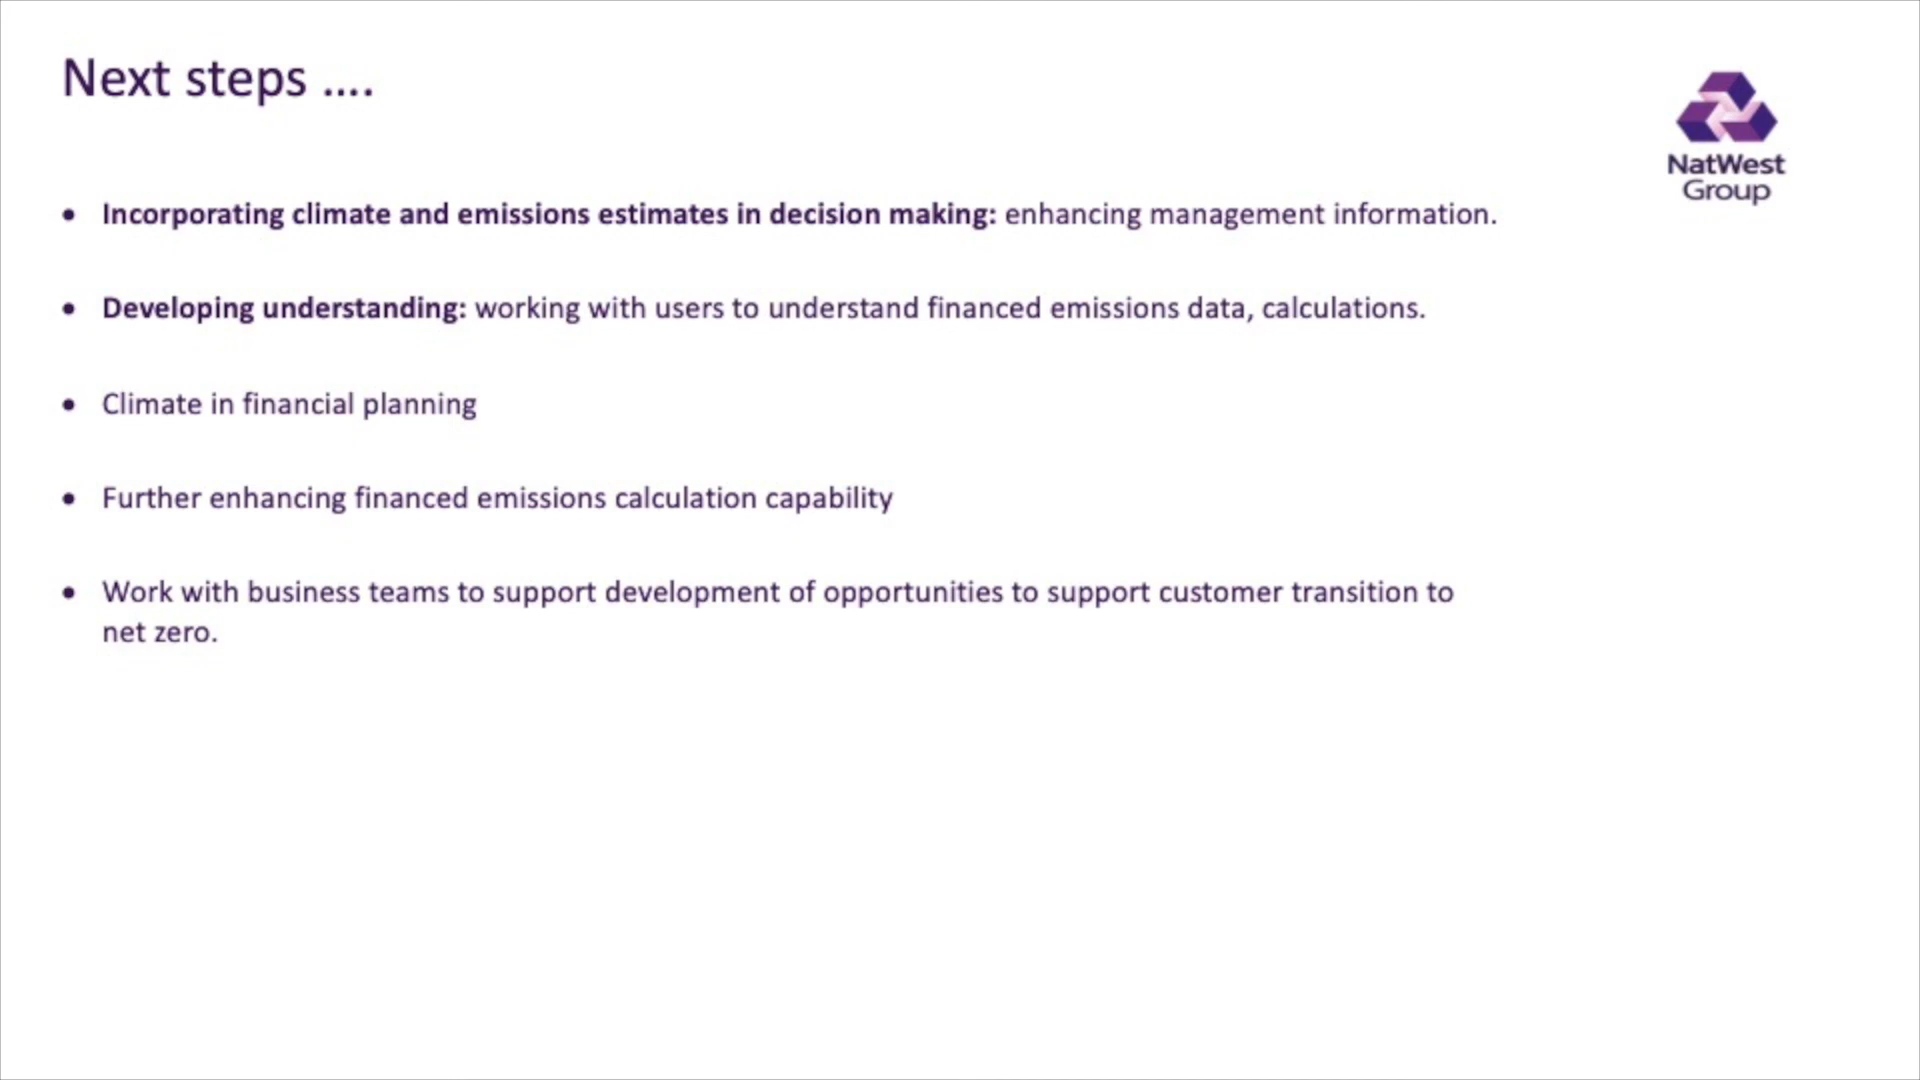 Next steps ....
NatWest
Group
• Incorporating climate and emissions estimates in decision making: enhancing management information.
• Developing understanding: working with users to understand financed emissions data, calculations.
• Climate in financial planning
• Further enhancing financed emissions calculation capability
• Work with business teams to support development of opportunities to support customer transition to
net zero.